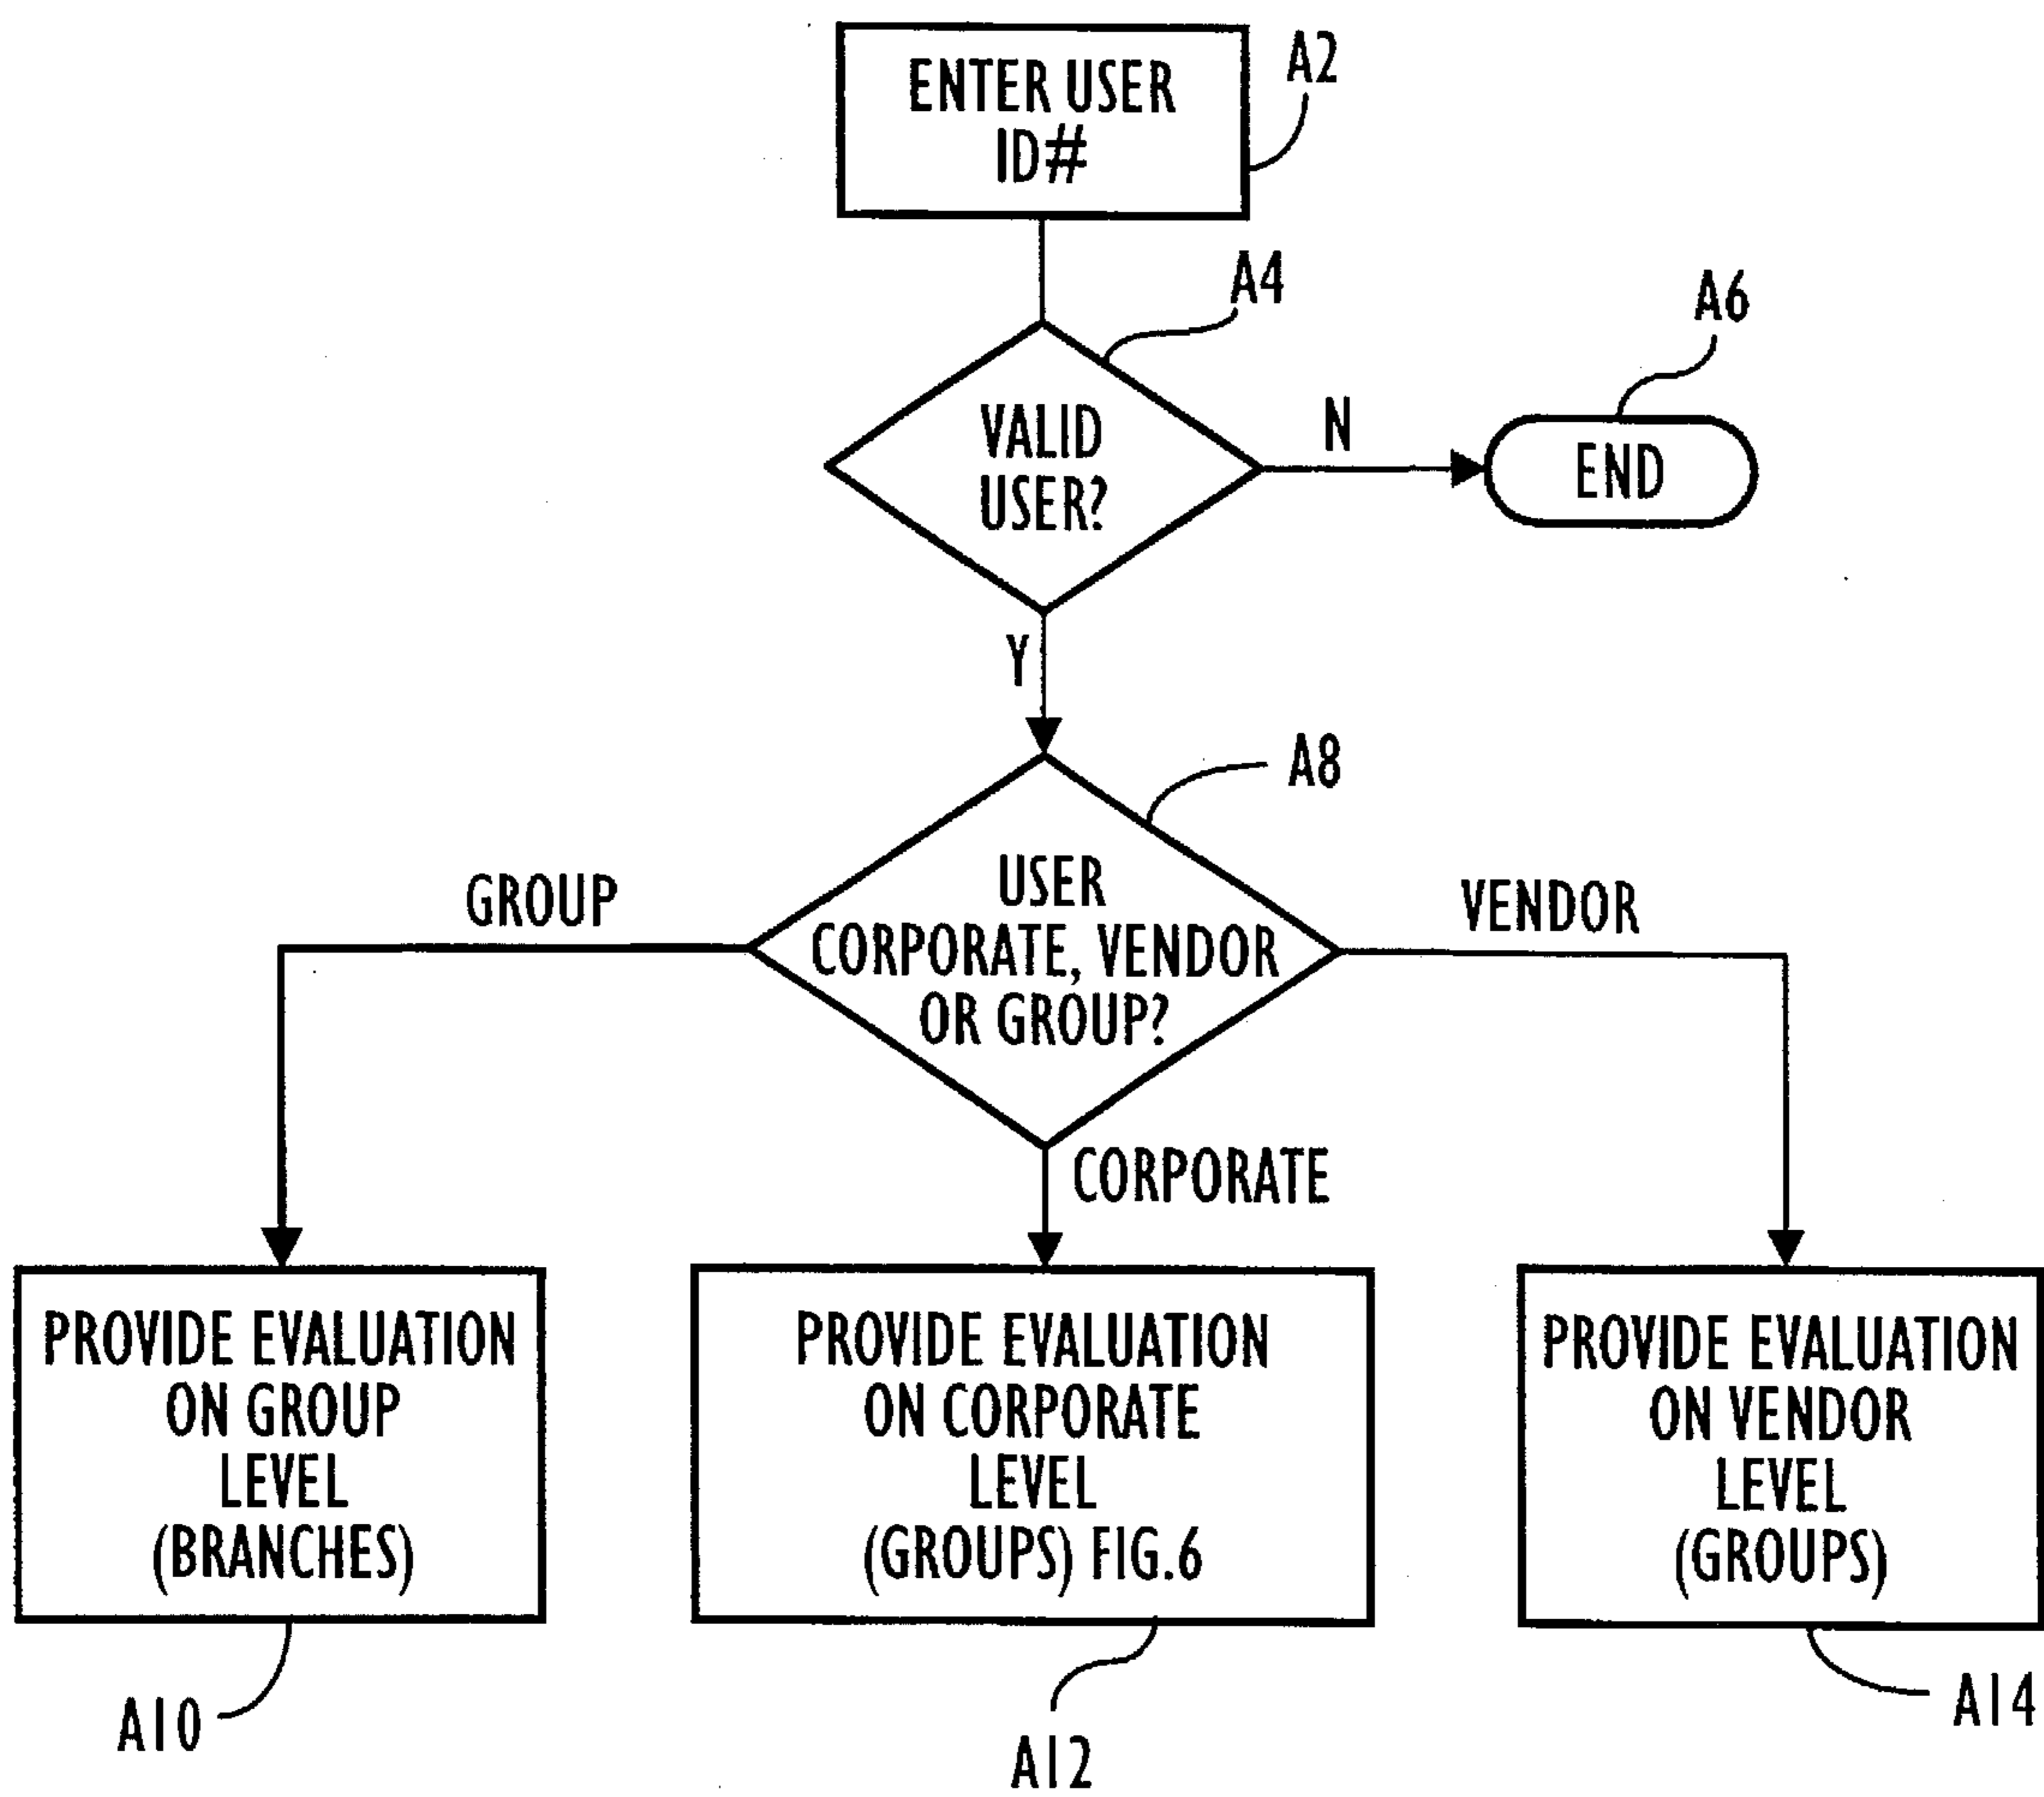 ENTER USER
ID#
A2
A4
A6
VALID
USER?
N
END
Y
A8
USER
CORPORATE, VENDOR
OR GROUP?
GROUP
VENDOR
CORPORATE
PROVIDE EVALUATION
ON GROUP
LEVEL
(BRANCHES)
PROVIDE EVALUATION
ON CORPORATE
LEVEL
(GROUPS) FIG.6
PROVIDE EVALUATION
ON VENDOR
LEVEL
(GROUPS)
A10
A12
A14